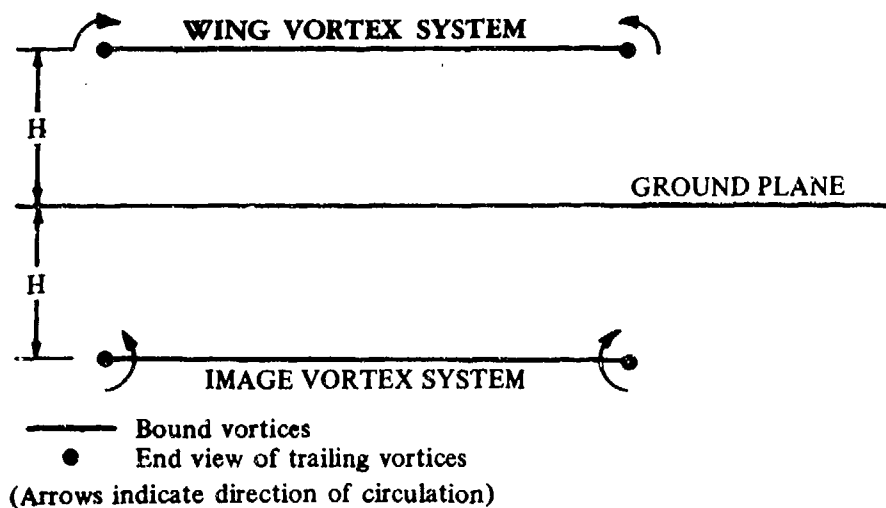 WING VORTEX SYSTEM
H
GROUND PLANE
H
IMAGE VORTEX SYSTEM
Bound vortices
End view of trailing vortices
(Arrows indicate direction of circulation)